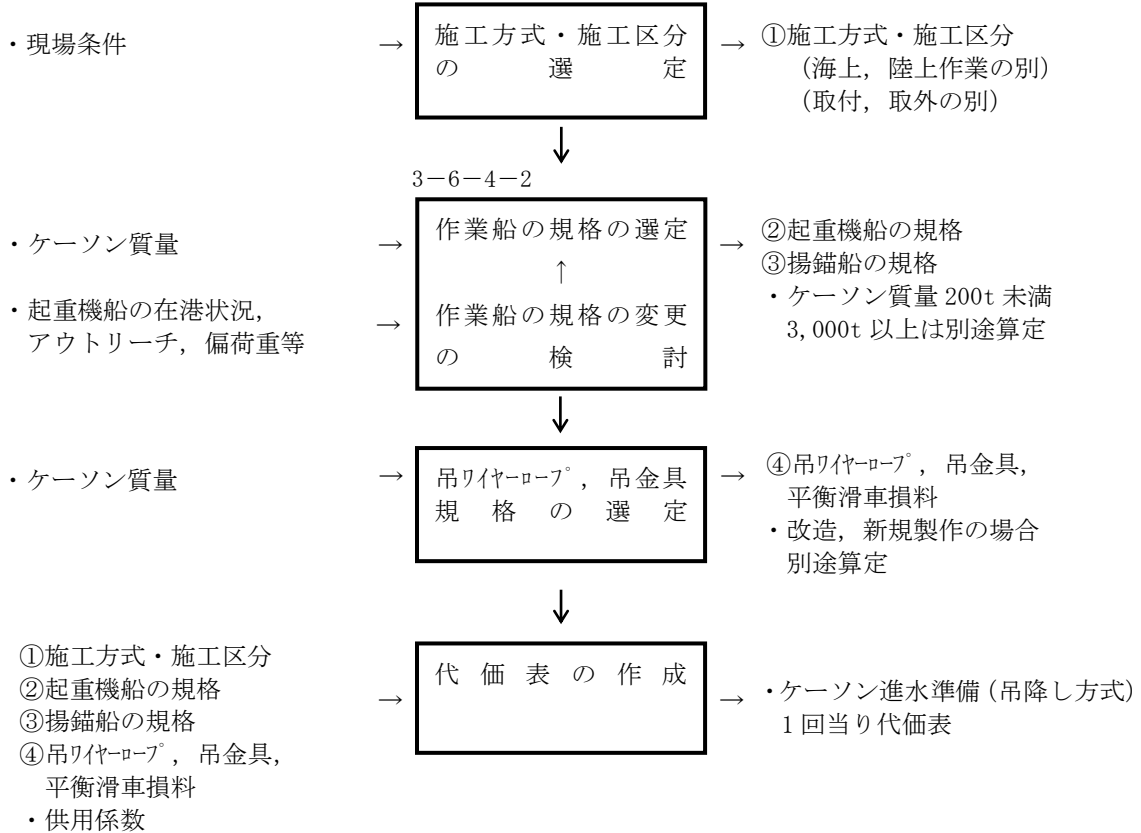 ・現場条件
→
施工方式・施工区分
の選定
→
①施工方式・施工区分
(海上，陸上作業の別)
(取付，取外の別)
↓
3－6－4－2
・ケーソン質量
→
作業船の規格の選定
↑
→
②起重機船の規格
③揚錨船の規格
・ケーソン質量 200t 未満
3,000t 以上は別途算定
・起重機船の在港状況，
アウトリーチ，偏荷重等
→
作業船の規格の変更
の検討
↓
・ケーソン質量
→
吊ﾜｲﾔｰﾛｰﾌﾟ，吊金具
規格の選定
→
④吊ﾜｲﾔｰﾛｰﾌﾟ，吊金具，
平衡滑車損料
・改造，新規製作の場合
別途算定
↓
①施工方式・施工区分
②起重機船の規格
③揚錨船の規格
④吊ﾜｲﾔｰﾛｰﾌﾟ，吊金具，
平衡滑車損料
・供用係数
→
代価表の作成
→
・ケーソン進水準備(吊降し方式)
1回当り代価表